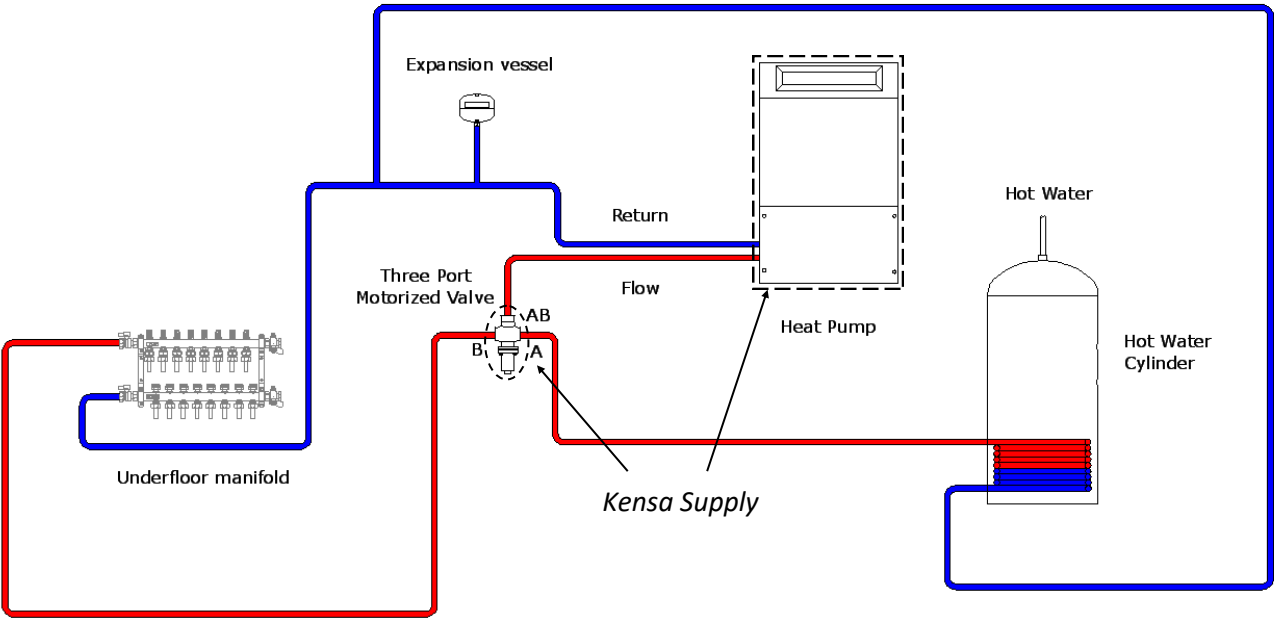 Expansion vessel
Hot Water
Return
Three Port
Motorized Valve
Flow
AB
Heat Pump
B
A
Hot Water
Cylinder
Underfloor manifold
Kensa Supply